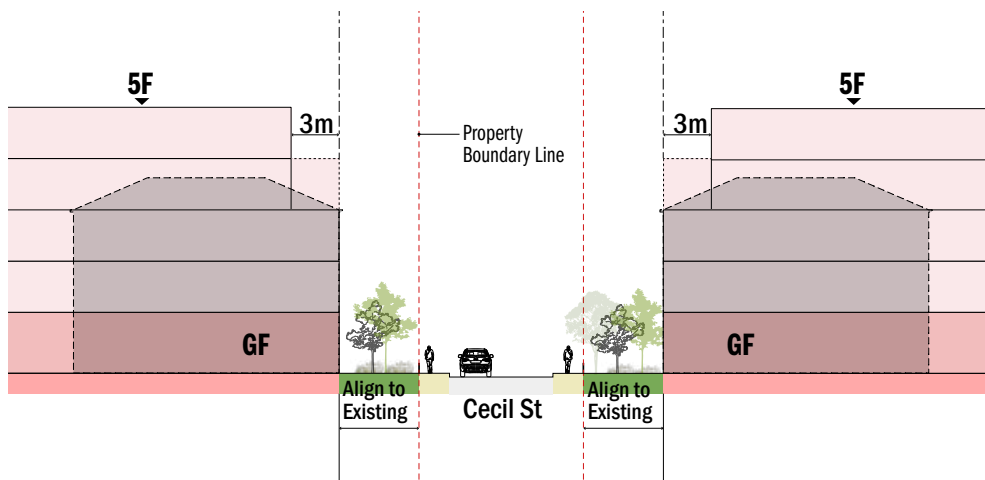 5F
5F
3m
3m
Property
Boundary Line
GF
GF
Align to
Existing
Cecil St
Align to
Existing